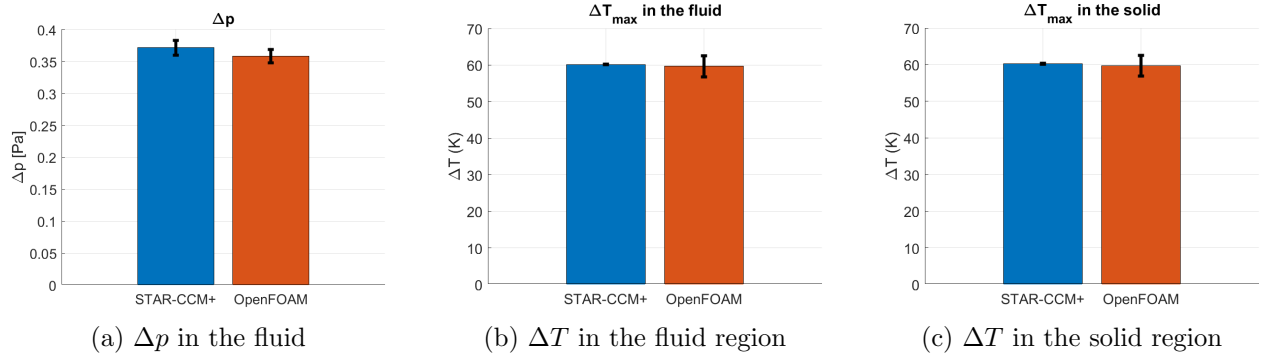 Δp
Δp [Pa]
0.4
0.35
0.3
0.25
0.2
0.15
0.1
0.05
0
STAR-CCM+ OpenFOAM
(a) Δp in the fluid
ΔT_max in the fluid
ΔT (K)
70
60
50
40
30
20
10
0
STAR-CCM+ OpenFOAM
(b) ΔT in the fluid region
ΔT_max in the solid
ΔT (K)
70
60
50
40
30
20
10
0
STAR-CCM+ OpenFOAM
(c) ΔT in the solid region